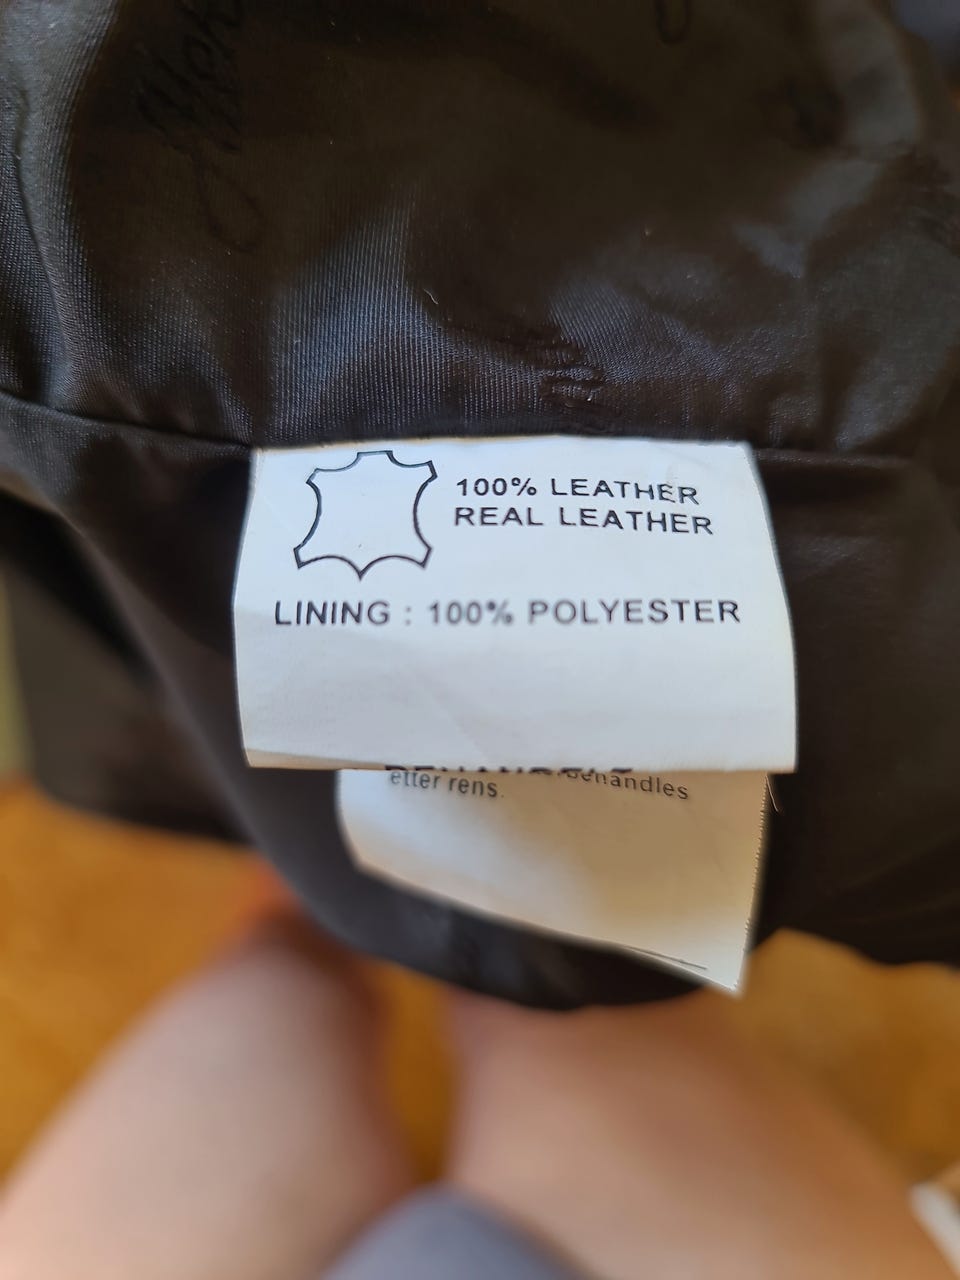 100% LEATHER
REAL LEATHER
LINING : 100% POLYESTER
behandles
etter rens.